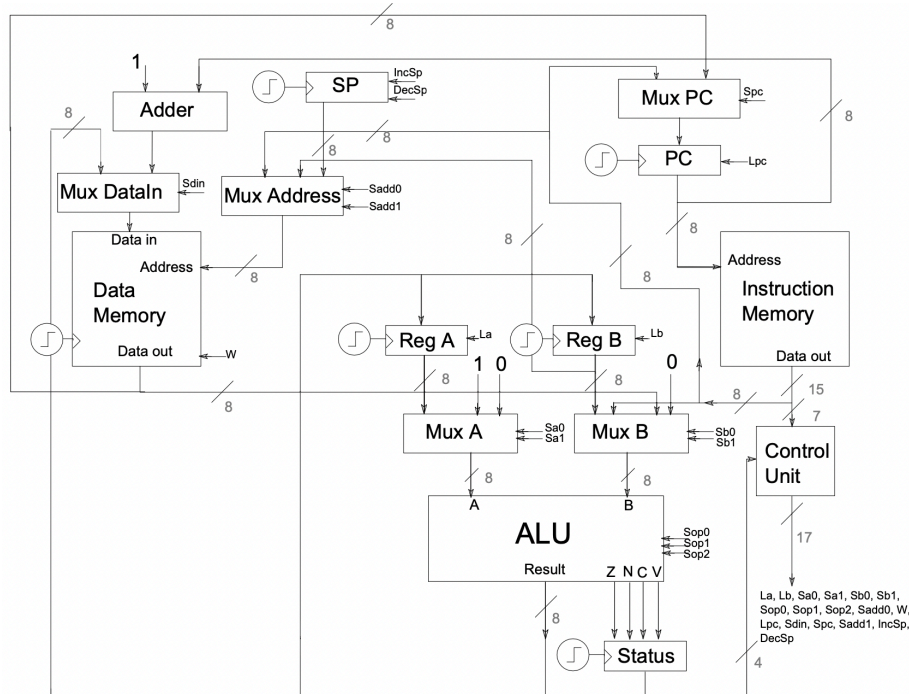 8
1
SP
IncSp
DecSp
Adder
8
8
8
Mux PC
Spc
8
PC
Lpc
Mux DataIn
Sdin
Mux Address
Sadd0
Sadd1
8
8
8
8
Data in
Address
Data
Memory
Data out
W
Address
Instruction
Memory
Data out
Reg A
La
Reg B
Lb
1 0
0
8
8
8
8
15
7
Mux A
Sa0
Sa1
Mux B
Sb0
Sb1
Control
Unit
8
8
17
A
B
ALU
Sop0
Sop1
Sop2
Result
Z N C V
8
Status
4
La, Lb, Sa0, Sa1, Sb0, Sb1,
Sop0, Sop1, Sop2, Sadd0, W,
Lpc, Sdin, Spc, Sadd1, IncSp,
DecSp